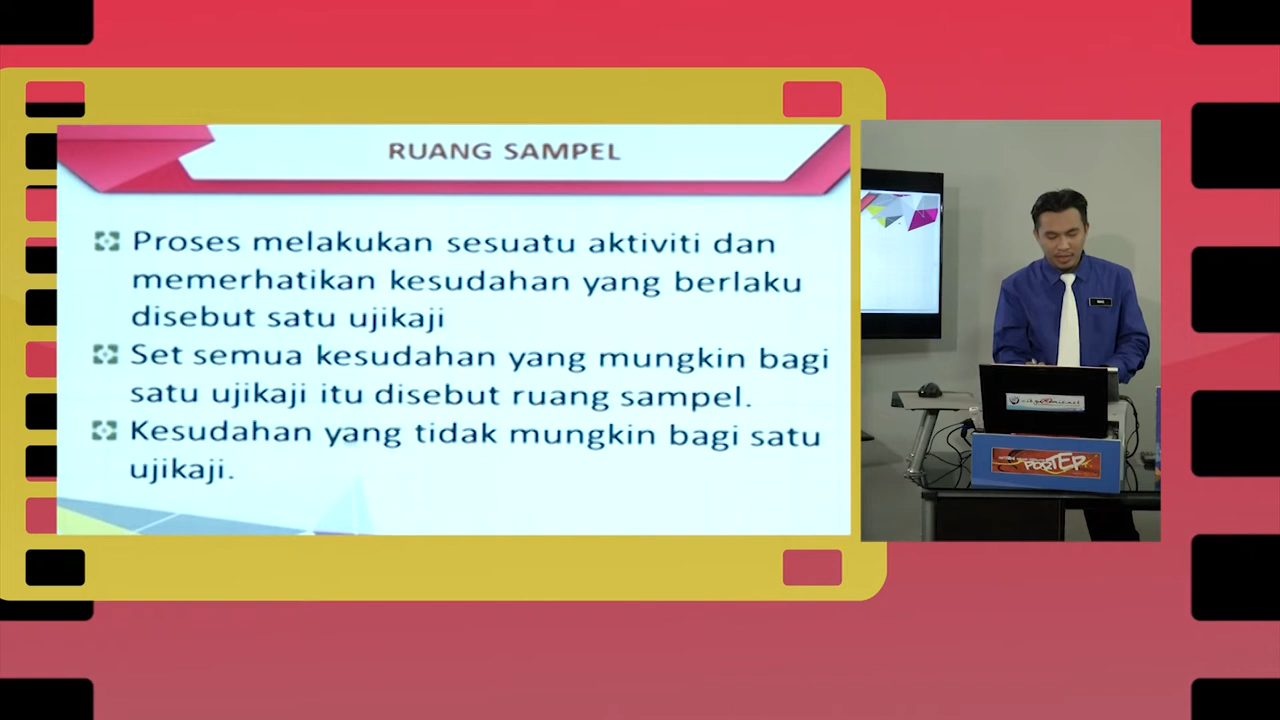 RUANG SAMPEL
Proses melakukan sesuatu aktiviti dan
memerhatikan kesudahan yang berlaku
disebut satu ujikaji
Set semua kesudahan yang mungkin bagi
satu ujikaji itu disebut ruang sampel.
Kesudahan yang tidak mungkin bagi satu
ujikaji.